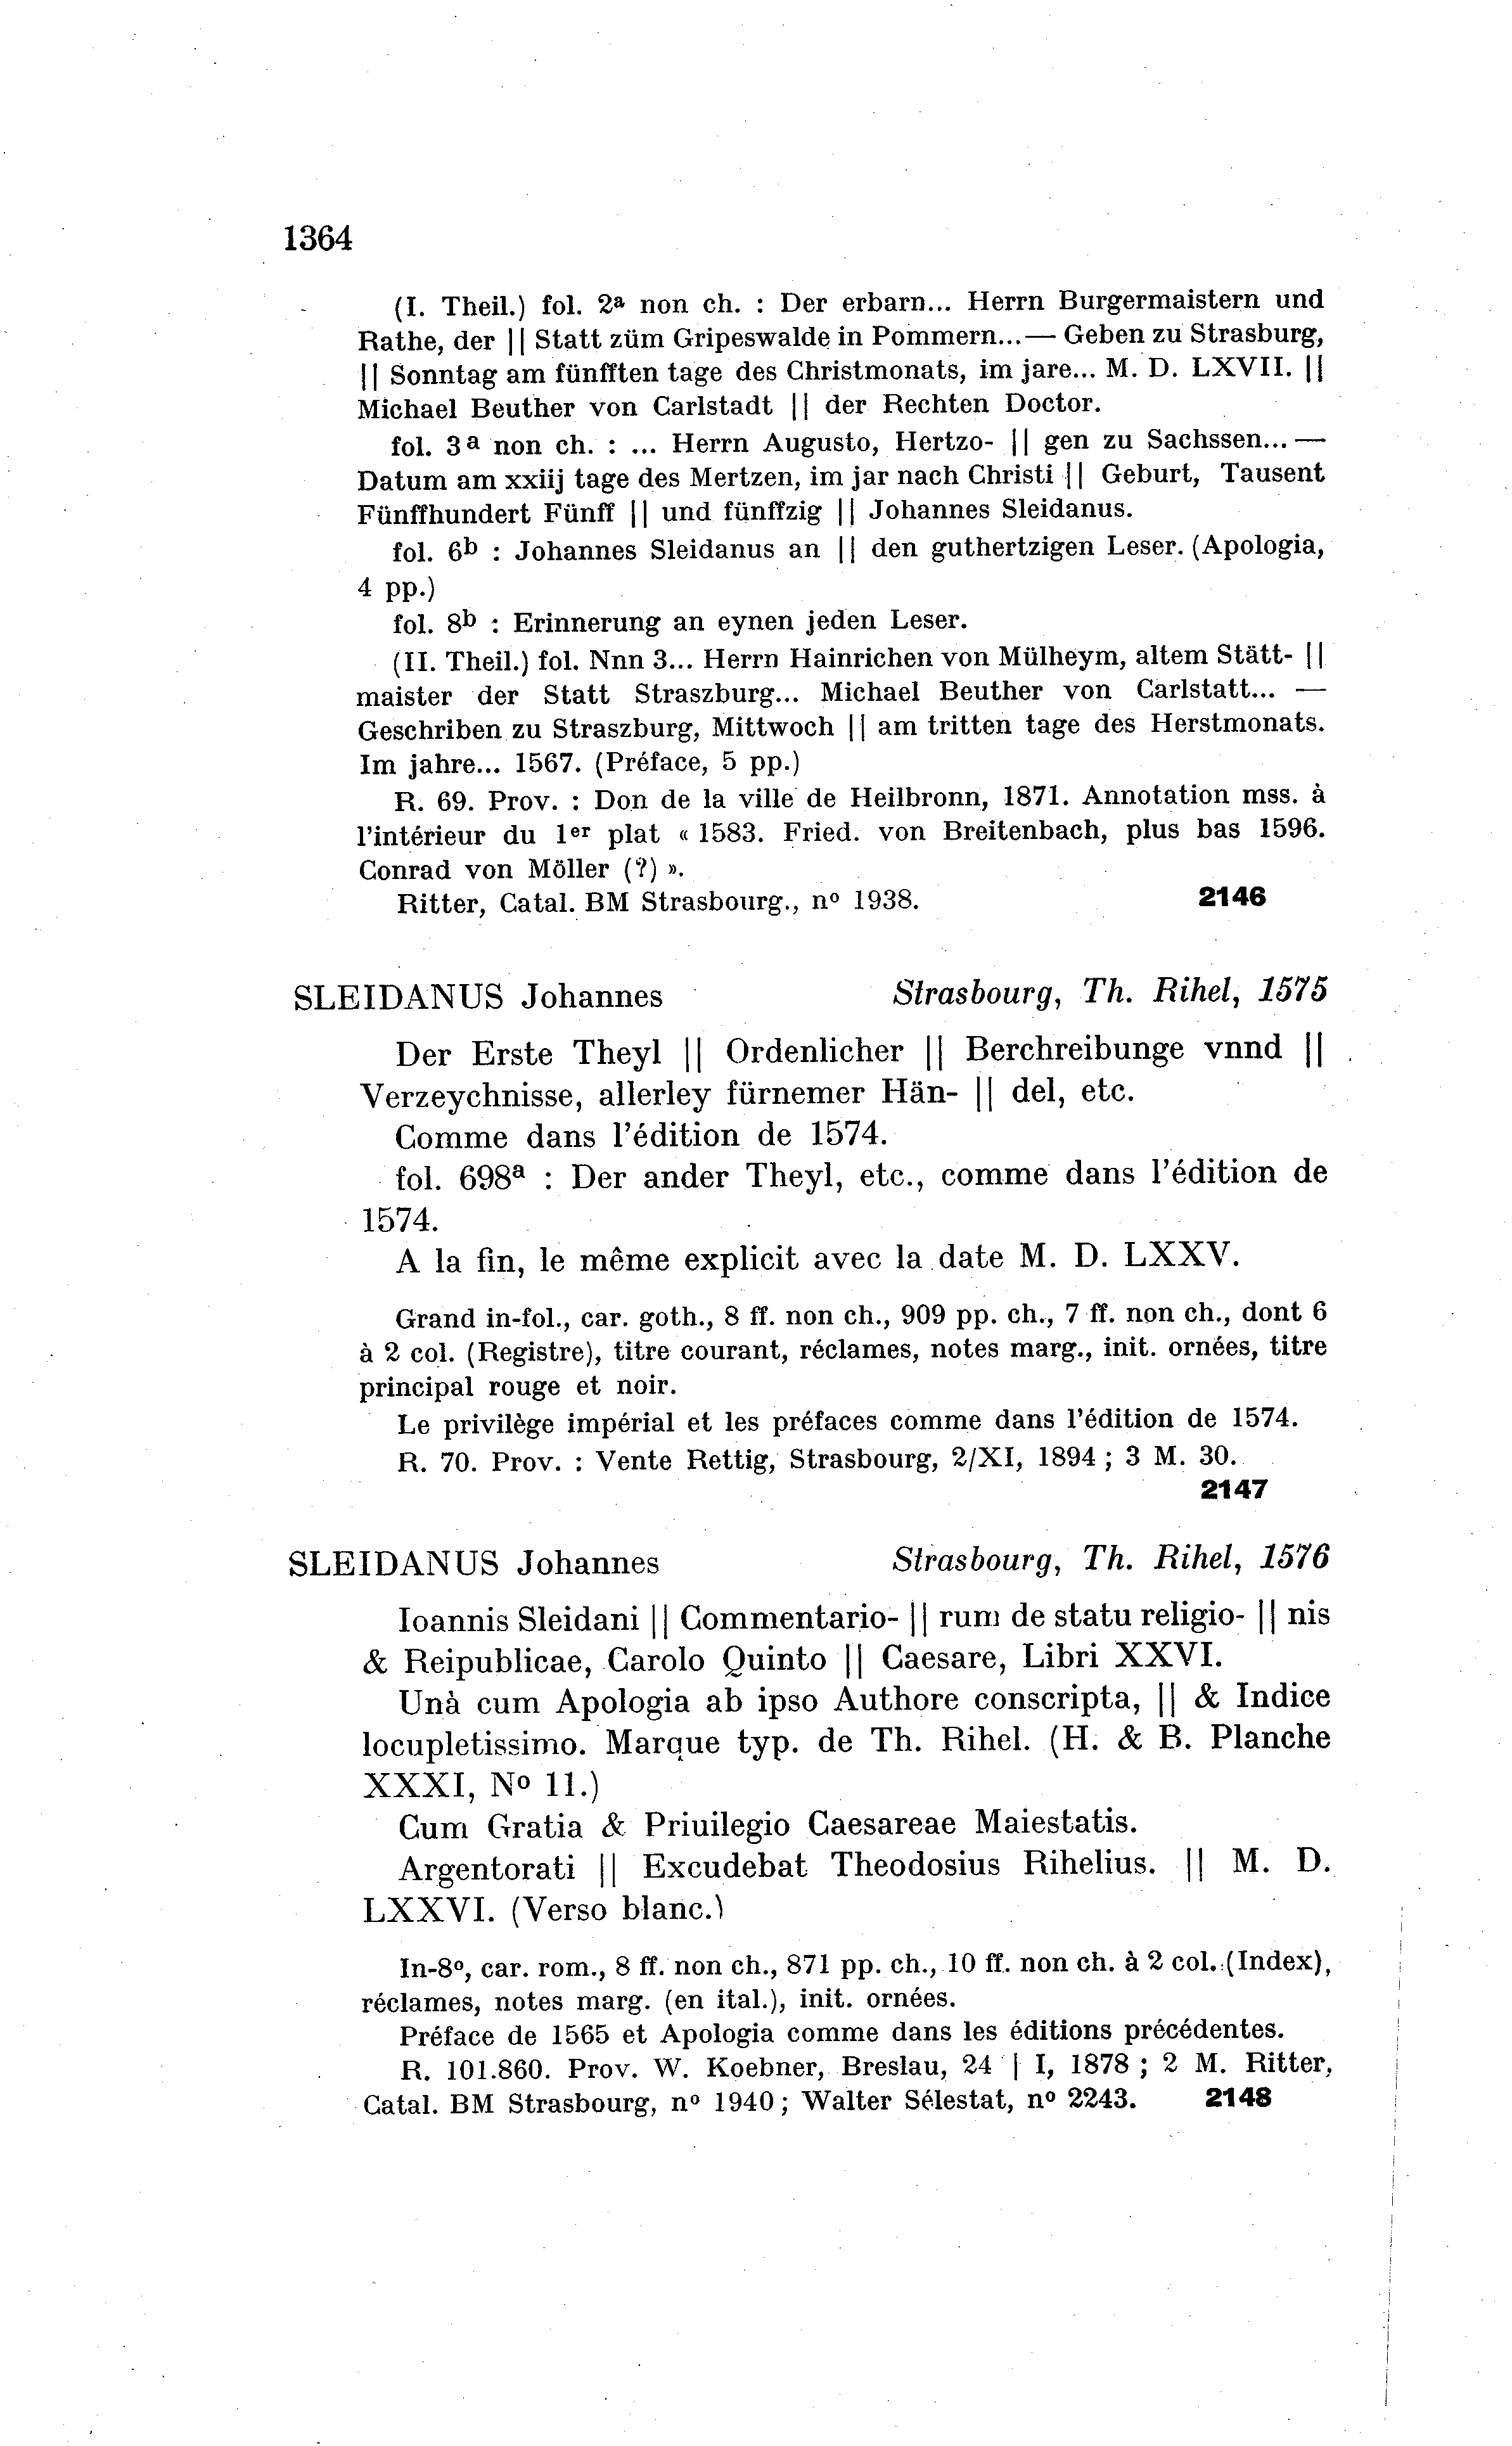 1364
(I. Theil.) fol. 2ª non ch. : Der erbarn... Herrn Burgermaistern und
Rathe, der || Statt züm Gripeswalde in Pommern...— Geben zu Strasburg,
|| Sonntag am fünfften tage des Christmonats, im jare... M. D. LXVII. ||
Michael Beuther von Carlstadt || der Rechten Doctor.
fol. 3ª non ch. : ... Herrn Augusto, Hertzo- || gen zu Sachssen... —
Datum am xxiij tage des Mertzen, im jar nach Christi || Geburt, Tausent
Fünffhundert Fünff || und fünffzig || Johannes Sleidanus.
fol. 6ᵇ : Johannes Sleidanus an || den guthertzigen Leser. (Apologia,
4 pp.)
fol. 8ᵇ : Erinnerung an eynen jeden Leser.
(II. Theil.) fol. Nnn 3... Herrn Hainrichen von Mülheym, altem Stätt- ||
maister der Statt Straszburg... Michael Beuther von Carlstatt... —
Geschriben zu Straszburg, Mittwoch || am tritten tage des Herstmonats.
Im jahre... 1567. (Préface, 5 pp.)
R. 69. Prov. : Don de la ville de Heilbronn, 1871. Annotation mss. à
l'intérieur du 1er plat « 1583. Fried. von Breitenbach, plus bas 1596.
Conrad von Möller (?) ».
Ritter, Catal. BM Strasbourg., nº 1938. 2146
SLEIDANUS Johannes Strasbourg, Th. Rihel, 1575
Der Erste Theyl || Ordenlicher || Berchreibunge vnnd ||
Verzeychnisse, allerley fürnemer Hän- || del, etc.
Comme dans l'édition de 1574.
fol. 698ª : Der ander Theyl, etc., comme dans l'édition de
1574.
A la fin, le même explicit avec la date M. D. LXXV.
Grand in-fol., car. goth., 8 ff. non ch., 909 pp. ch., 7 ff. non ch., dont 6
à 2 col. (Registre), titre courant, réclames, notes marg., init. ornées, titre
principal rouge et noir.
Le privilège impérial et les préfaces comme dans l'édition de 1574.
R. 70. Prov. : Vente Rettig, Strasbourg, 2/XI, 1894 ; 3 M. 30.
2147
SLEIDANUS Johannes Strasbourg, Th. Rihel, 1576
Ioannis Sleidani || Commentario- || rum de statu religio- || nis
& Reipublicae, Carolo Quinto || Caesare, Libri XXVI.
Unà cum Apologia ab ipso Authore conscripta, || & Indice
locupletissimo. Marque typ. de Th. Rihel. (H. & B. Planche
XXXI, Nº 11.)
Cum Gratia & Priuilegio Caesareae Maiestatis.
Argentorati || Excudebat Theodosius Rihelius. || M. D.
LXXVI. (Verso blanc.)
In-8º, car. rom., 8 ff. non ch., 871 pp. ch., 10 ff. non ch. à 2 col. (Index),
réclames, notes marg. (en ital.), init. ornées.
Préface de 1565 et Apologia comme dans les éditions précédentes.
R. 101.860. Prov. W. Koebner, Breslau, 24 | I, 1878 ; 2 M. Ritter,
Catal. BM Strasbourg, nº 1940 ; Walter Sélestat, nº 2243. 2148